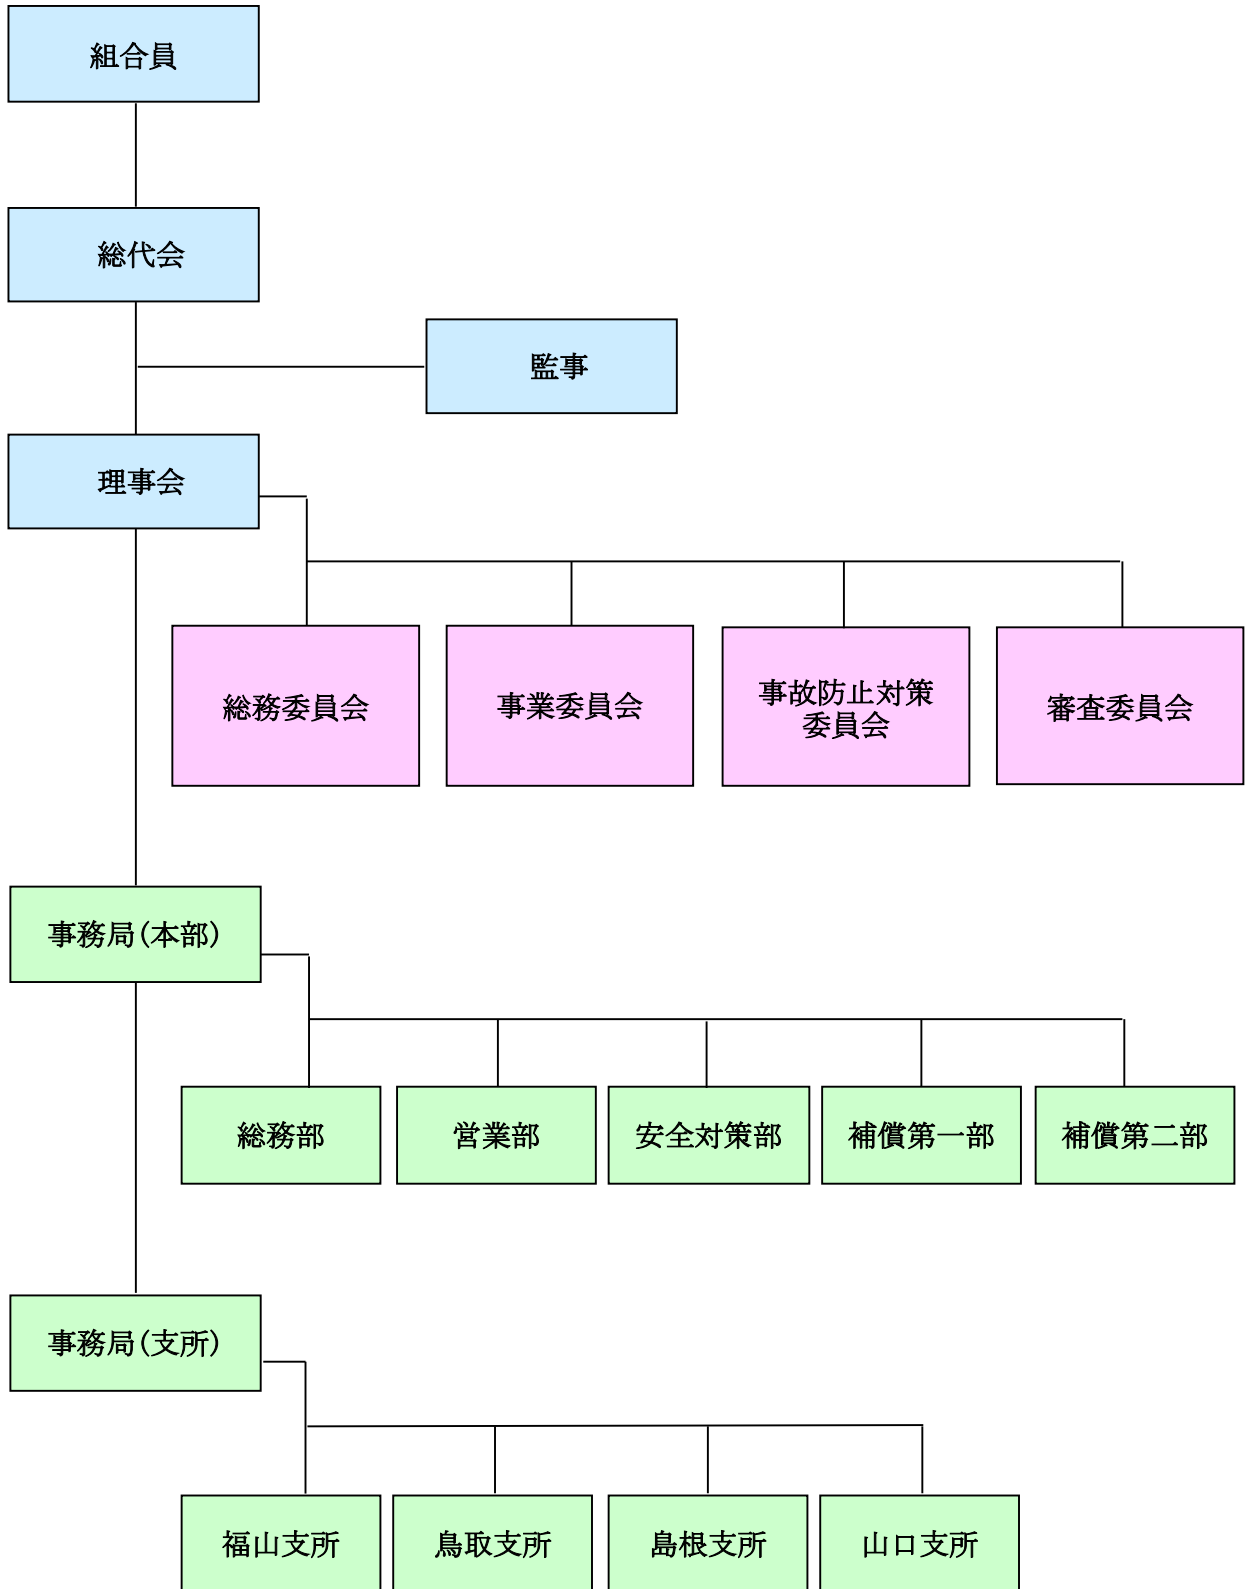 組合員
総代会
監事
理事会
総務委員会
事業委員会
事故防止対策
委員会
審査委員会
事務局(本部)
総務部
営業部
安全対策部
補償第一部
補償第二部
事務局(支所)
福山支所
鳥取支所
島根支所
山口支所